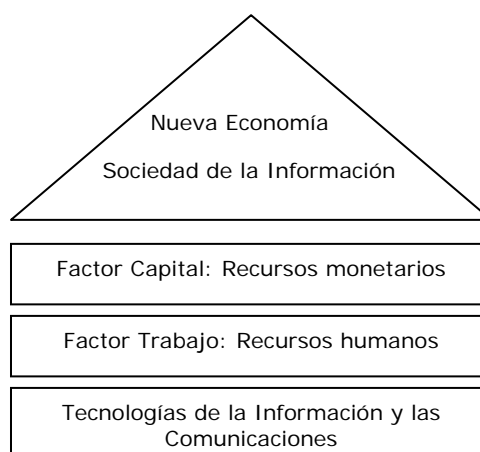 Nueva Economía
Sociedad de la Información
Factor Capital: Recursos monetarios
Factor Trabajo: Recursos humanos
Tecnologías de la Información y las
Comunicaciones